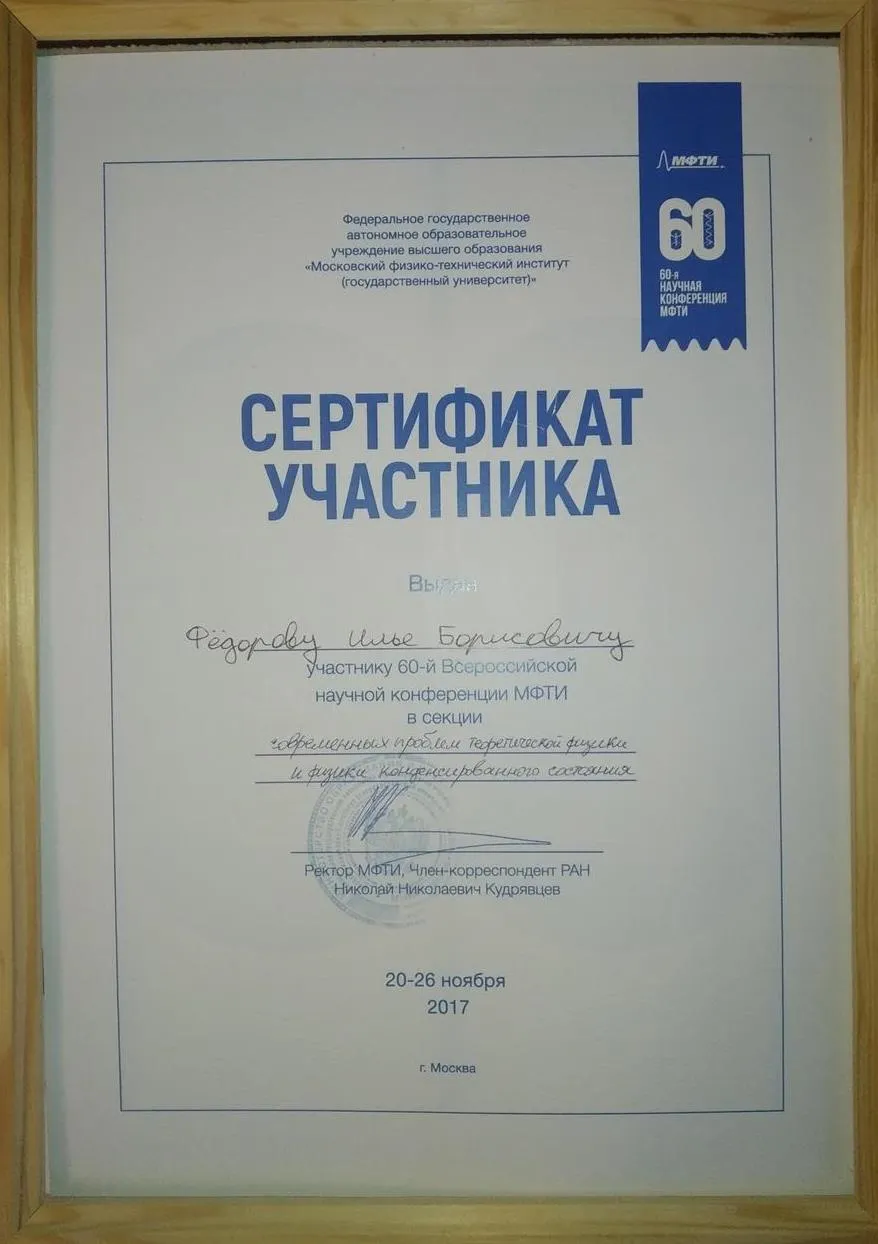 МФТИ
60
60-я
НАУЧНАЯ
КОНФЕРЕНЦИЯ
МФТИ
Федеральное государственное
автономное образовательное
учреждение высшего образования
«Московский физико-технический институт
(государственный университет)»
СЕРТИФИКАТ
УЧАСТНИКА
Выдан
Фёдорову Илье Борисовичу
участнику 60-й Всероссийской
научной конференции МФТИ
в секции
современных проблем теоретической физики
и физики конденсированного состояния
Ректор МФТИ, Член-корреспондент РАН
Николай Николаевич Кудрявцев
20-26 ноября
2017
г. Москва